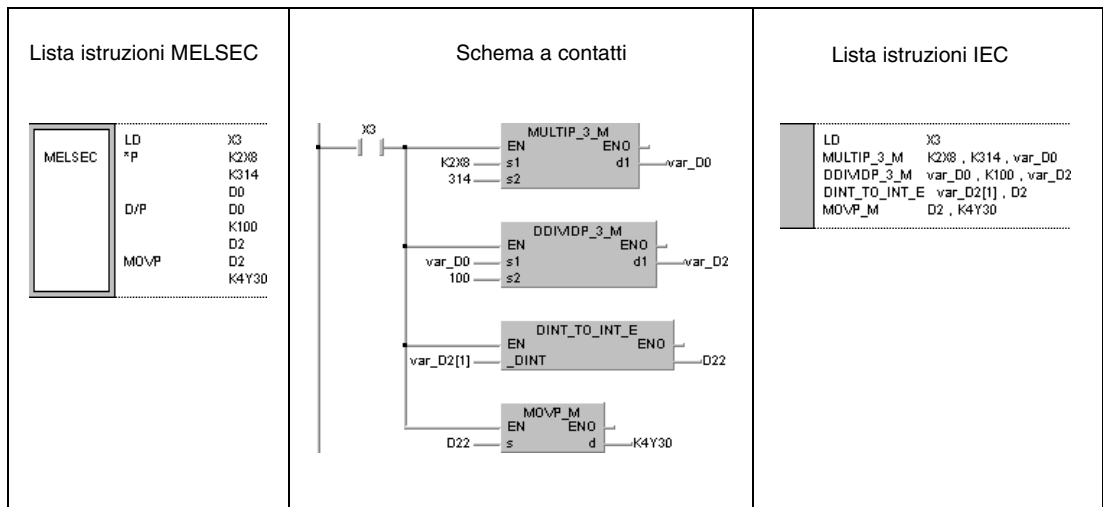 Lista istruzioni MELSEC
MELSEC
LD X3
*P K2X8
K314
D0
D/P D0
K100
D2
MOVP D2
K4Y30
Schema a contatti
X3
MULTIP_3_M
EN ENO
K2X8 s1 d1 var_D0
314 s2
DDIVDP_3_M
EN ENO
var_D0 s1 d1 var_D2
100 s2
DINT_TO_INT_E
EN ENO
var_D2[1] _DINT D22
MOVP_M
EN ENO
D22 s d K4Y30
Lista istruzioni IEC
LD X3
MULTIP_3_M K2X8 , K314 , var_D0
DDIVDP_3_M var_D0 , K100 , var_D2
DINT_TO_INT_E var_D2[1] , D2
MOVP_M D2 , K4Y30